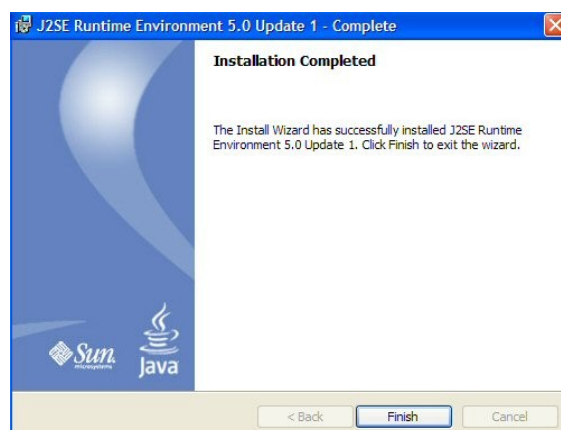 J2SE Runtime Environment 5.0 Update 1 - Complete
Installation Completed
The Install Wizard has successfully installed J2SE Runtime
Environment 5.0 Update 1. Click Finish to exit the wizard.
Sun
microsystems
Java
< Back
Finish
Cancel